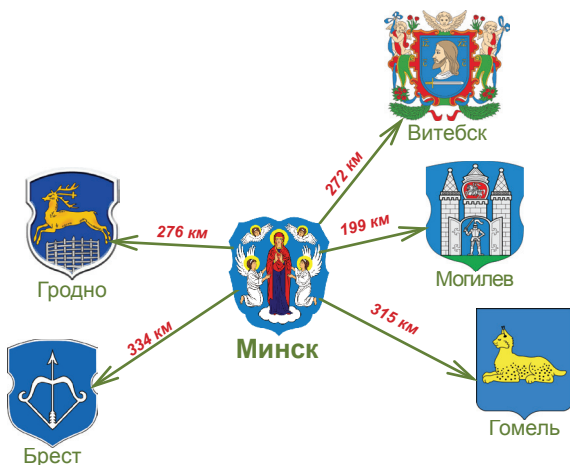 Витебск
272 км
276 км
199 км
Гродно
Могилев
315 км
334 км
Минск
Гомель
Брест